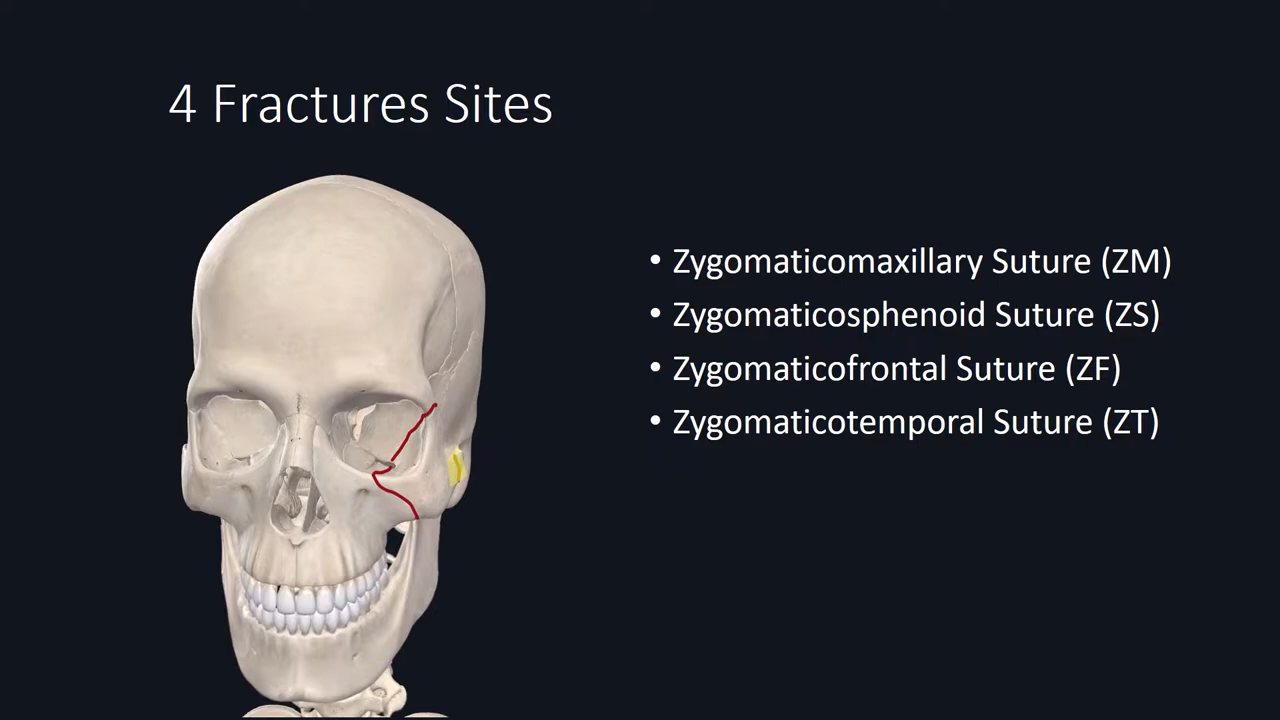 4 Fractures Sites
• Zygomaticomaxillary Suture (ZM)
• Zygomaticosphenoid Suture (ZS)
• Zygomaticofrontal Suture (ZF)
• Zygomaticotemporal Suture (ZT)